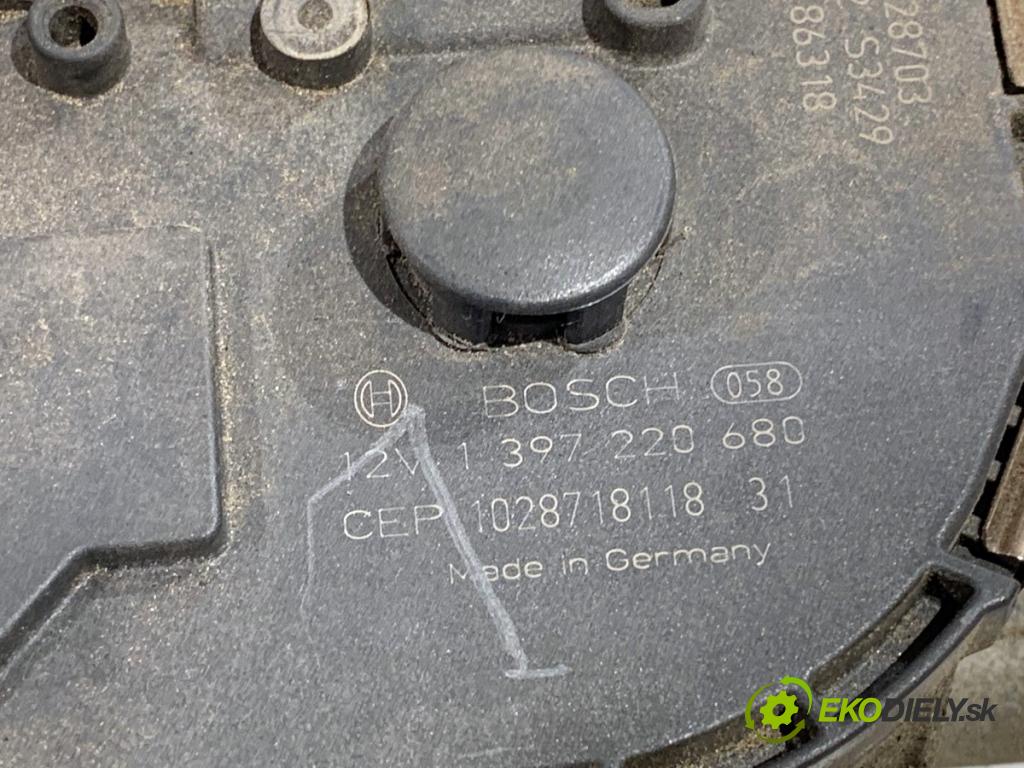 28703
S3429
86318
H BOSCH 058
12V 1 397 220 680
CEP 1028718118 31
Made in Germany
EKODIELY.sk